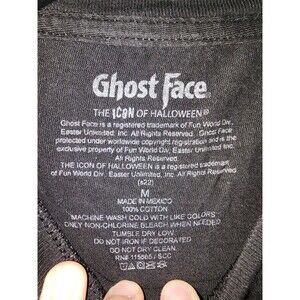 Ghost Face
THE ICON OF HALLOWEEN®
Ghost Face is a registered trademark of Fun World Div.,
Easter Unlimited, Inc. All Rights Reserved. Ghost Face
protected under worldwide copyright registration and is the
exclusive property of Fun World Div., Easter Unlimited, Inc.
All Rights Reserved.
THE ICON OF HALLOWEEN is a registered trademark
of Fun World Div., Easter Unlimited, Inc. All Rights Reserved.
(s22)
M
MADE IN MEXICO
100% COTTON
MACHINE WASH COLD WITH LIKE COLORS
ONLY NON-CHLORINE BLEACH WHEN NEEDED
TUMBLE DRY LOW
DO NOT IRON IF DECORATED
DO NOT DRY CLEAN